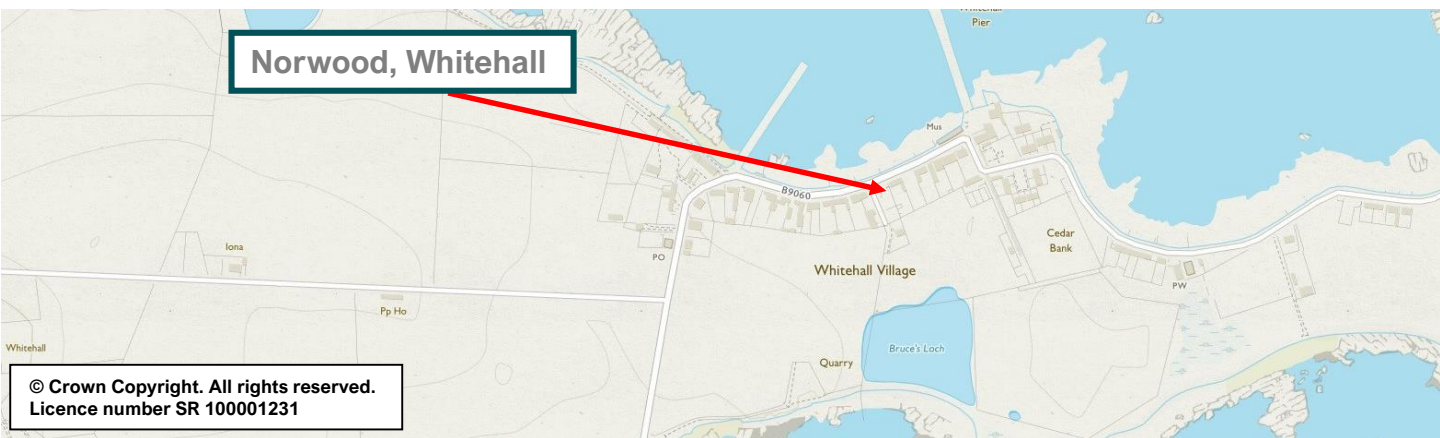 Pier
Norwood, Whitehall
Mus
B9060
Iona
PO
Cedar
Bank
Whitehall Village
PW
Pp Ho
Whitehall
Bruce's Loch
Quarry
© Crown Copyright. All rights reserved.
Licence number SR 100001231